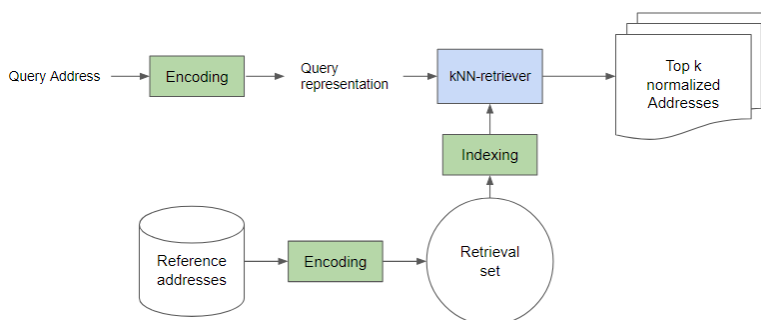 Query Address
Encoding
Query
representation
kNN-retriever
Top k
normalized
Addresses
Indexing
Reference
addresses
Encoding
Retrieval
set